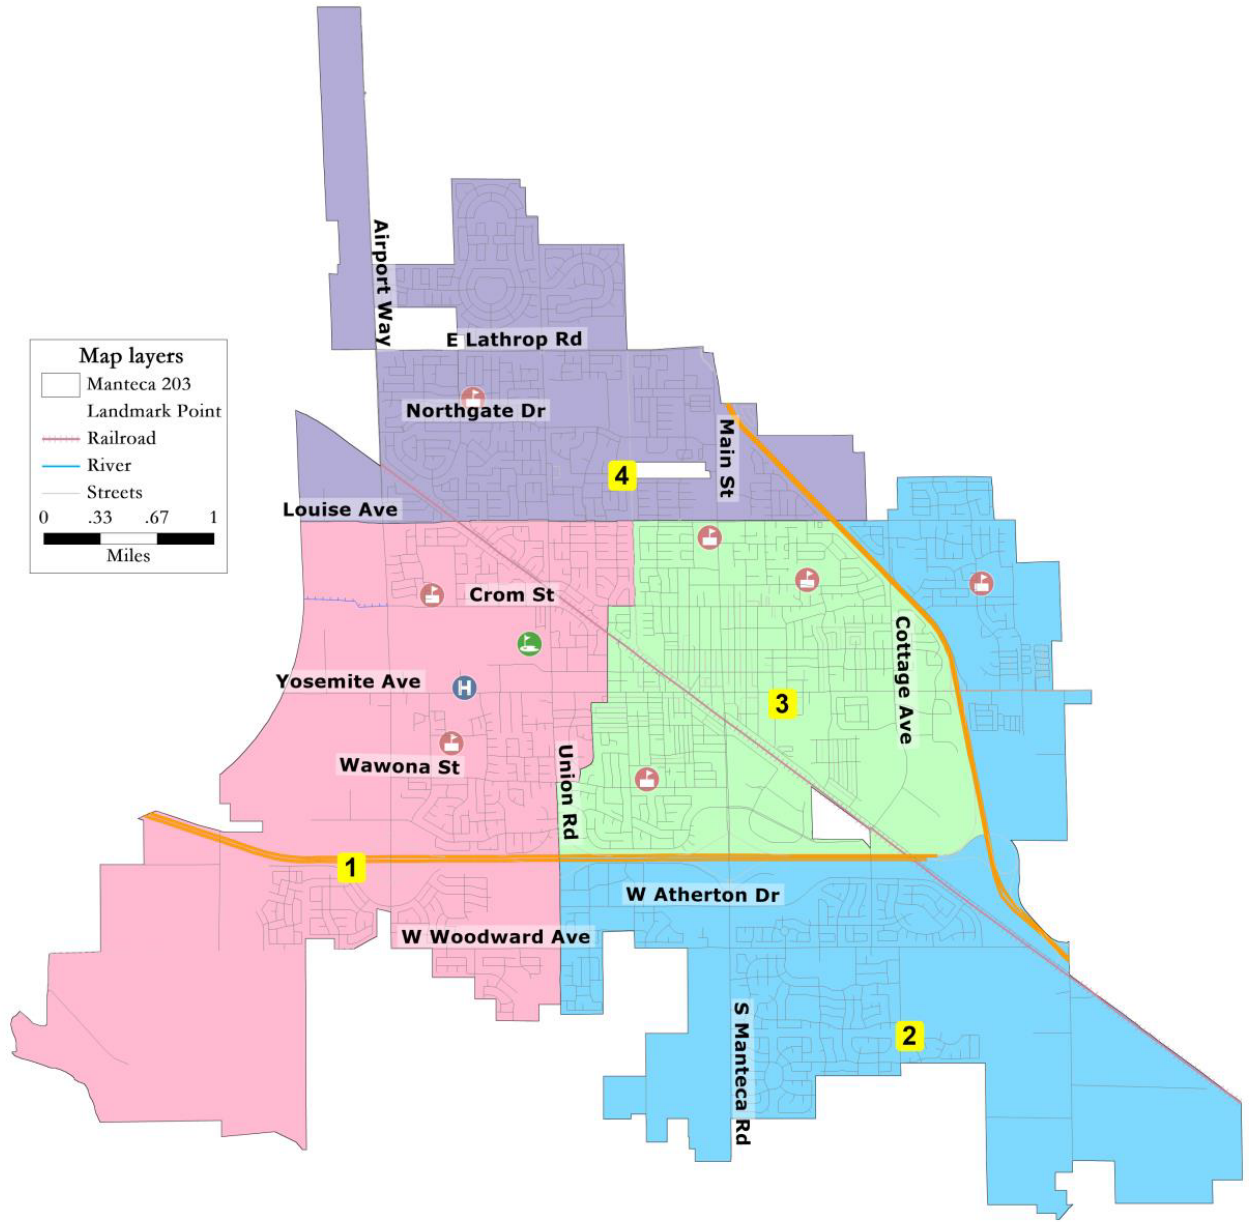 Airport Way
E Lathrop Rd
Map layers
Manteca 203
Landmark Point
Railroad
River
Streets
0 .33 .67 1
Miles
Northgate Dr
Main St
4
Louise Ave
Crom St
Cottage Ave
Yosemite Ave
H
3
Wawona St
Union Rd
1
W Atherton Dr
W Woodward Ave
S Manteca Rd
2